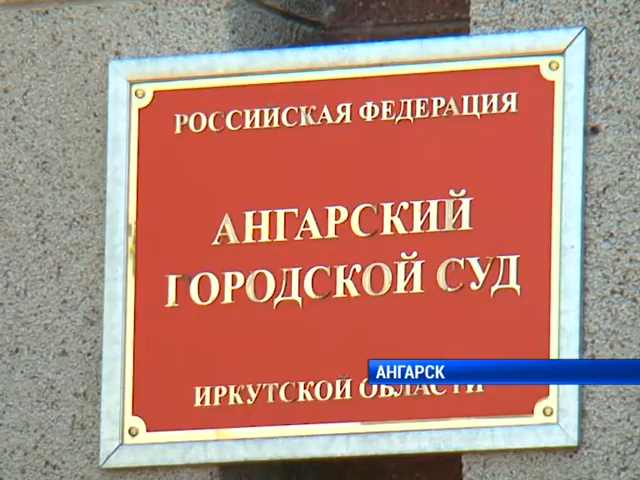 РОССИЙСКАЯ ФЕДЕРАЦИЯ
АНГАРСКИЙ
ГОРОДСКОЙ СУД
АНГАРСК
ИРКУТСКОЙ ОБЛАСТИ